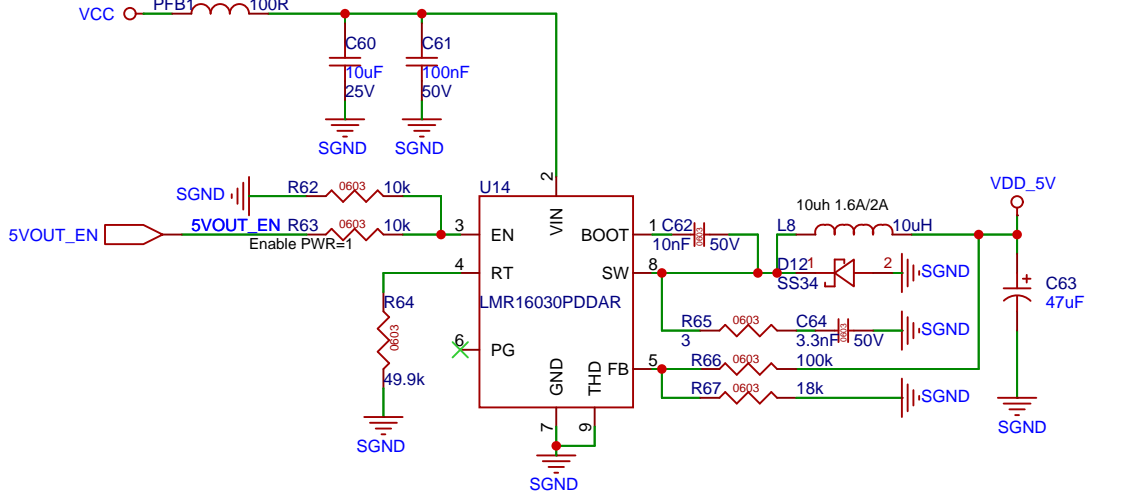 VCC
PFB1
100R
C60
10uF
25V
SGND
C61
100nF
50V
SGND
SGND
R62
0603
10k
5VOUT_EN
5VOUT_EN
R63
0603
10k
Enable PWR=1
R64
0603
49.9k
SGND
U14
2
VIN
3
EN
4
RT
LMR16030PDDAR
6
PG
GND
THD
7
9
SGND
BOOT
1
SW
8
FB
5
C62
10nF
0603
50V
10uh 1.6A/2A
L8
10uH
D12
1
2
SS34
SGND
R65
3
0603
C64
3.3nF
0603
50V
SGND
R66
0603
100k
R67
0603
18k
SGND
VDD_5V
+
C63
47uF
SGND